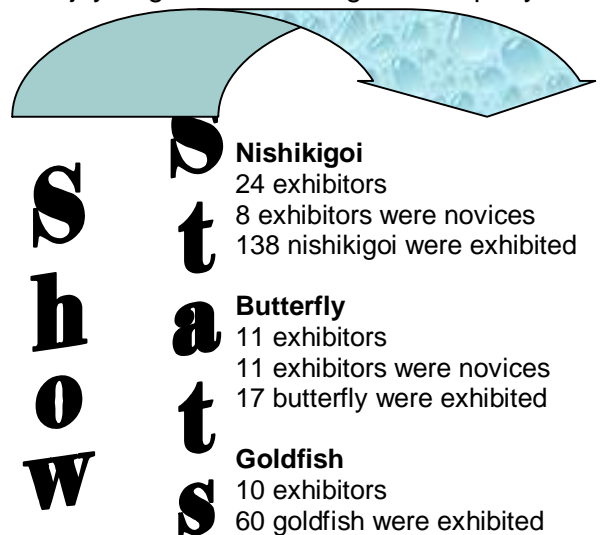 Show
Stats
Nishikigoi
24 exhibitors
8 exhibitors were novices
138 nishikigoi were exhibited
Butterfly
11 exhibitors
11 exhibitors were novices
17 butterfly were exhibited
Goldfish
10 exhibitors
60 goldfish were exhibited